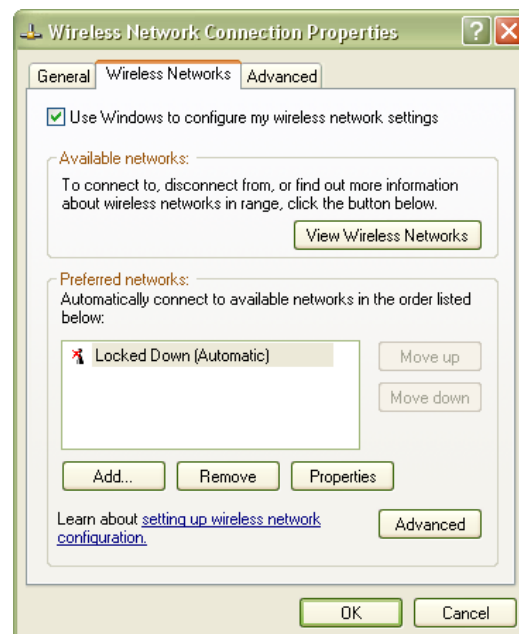 Wireless Network Connection Properties
General Wireless Networks Advanced
Use Windows to configure my wireless network settings
Available networks:
To connect to, disconnect from, or find out more information
about wireless networks in range, click the button below.
View Wireless Networks
Preferred networks:
Automatically connect to available networks in the order listed
below:
Locked Down (Automatic)
Move up
Move down
Add... Remove Properties
Learn about setting up wireless network
configuration.
Advanced
OK Cancel